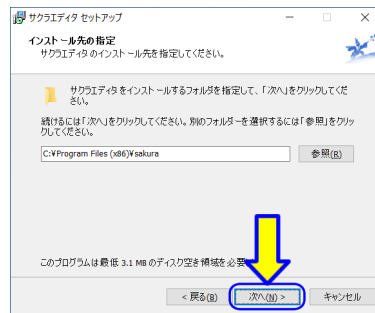 サクラエディタ セットアップ
インストール先の指定
サクラエディタのインストール先を指定してください。
サクラエディタをインストールするフォルダを指定して、「次へ」をクリックしてくだ
さい。
続けるには「次へ」をクリックしてください。別のフォルダーを選択するには「参照」をクリッ
クしてください。
C:¥Program Files (x86)¥sakura
参照(R)
このプログラムは最低 3.1 MB のディスク空き領域を必要
< 戻る(B)
次へ(N) >
キャンセル